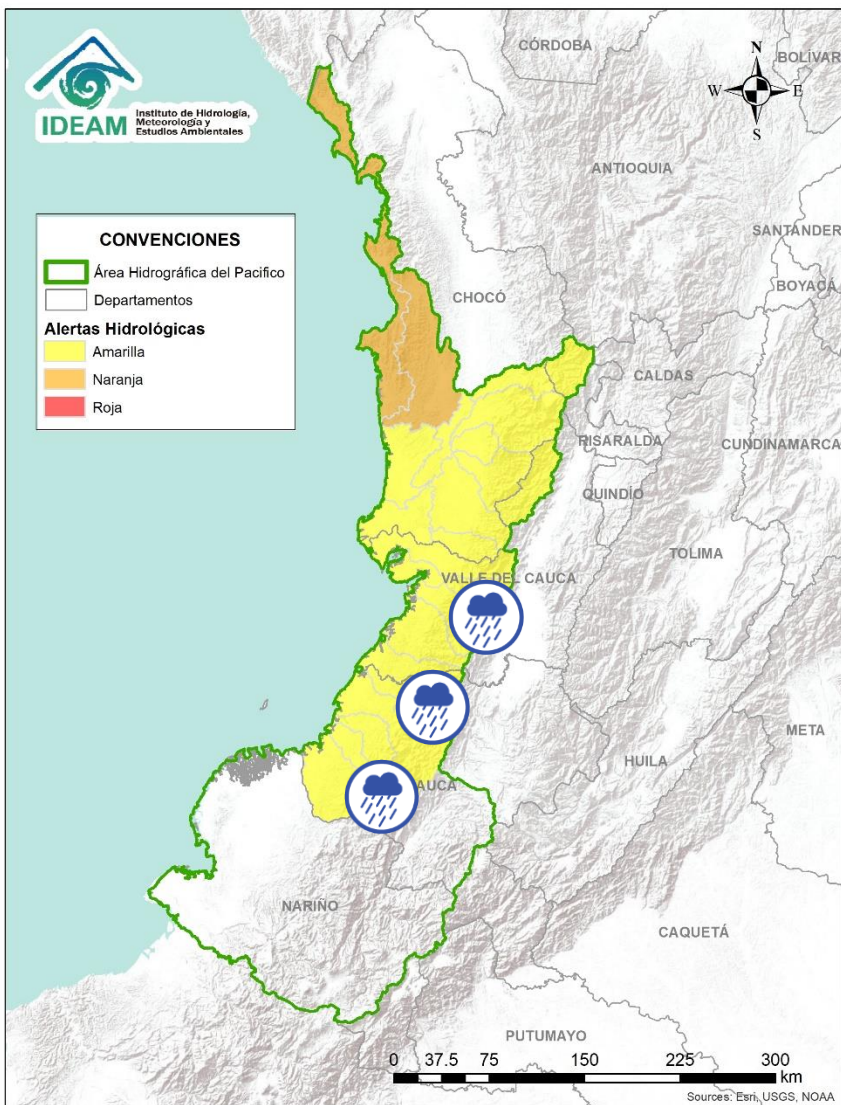 IDEAM
Instituto de Hidrología,
Meteorología y
Estudios Ambientales
N
W E
S
CÓRDOBA
BOLÍVAR
ANTIOQUIA
SANTÁNDER
BOYACÁ
CONVENCIONES
Área Hidrográfica del Pacifico
Departamentos
Alertas Hidrológicas
Amarilla
Naranja
Roja
CHOCÓ
CALDAS
RISARALDA
CUNDINAMARCA
QUINDÍO
TOLIMA
VALLE DEL CAUCA
META
HUILA
AUCA
NARIÑO
CAQUETÁ
PUTUMAYO
0 37.5 75 150 225 300
km
Sources: Esri, USGS, NOAA